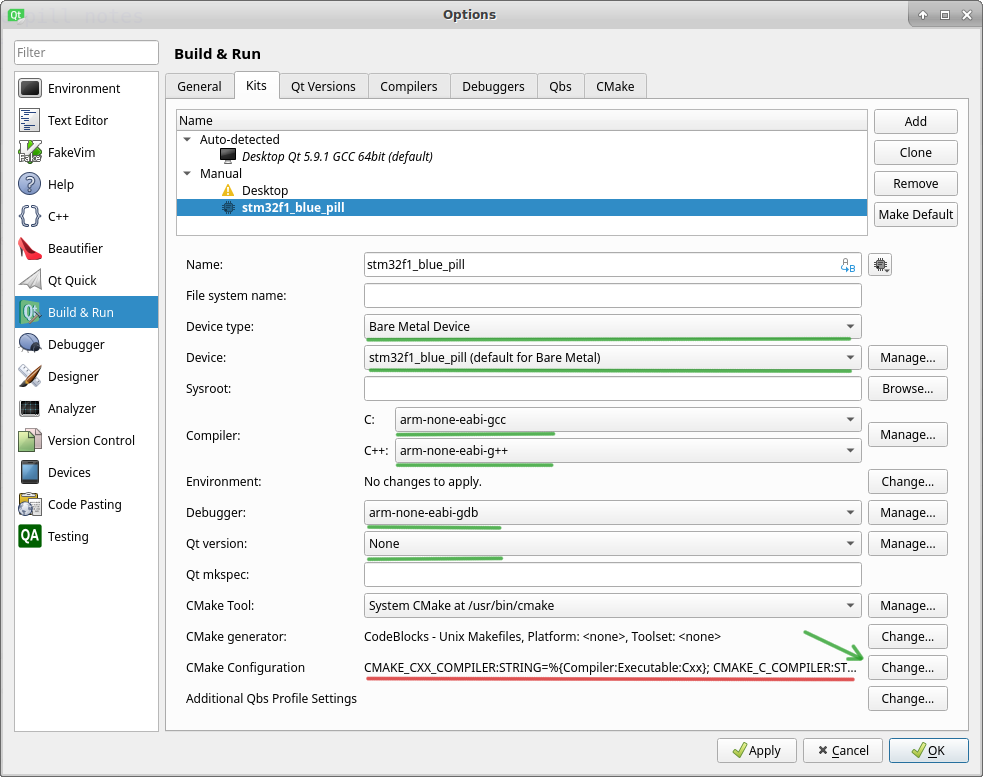 Options
Filter
Environment
Text Editor
FakeVim
Help
C++
Beautifier
Qt Quick
Build & Run
Debugger
Designer
Analyzer
Version Control
Devices
Code Pasting
QA Testing
Build & Run
General Kits Qt Versions Compilers Debuggers Qbs CMake
Name
Auto-detected
Desktop Qt 5.9.1 GCC 64bit (default)
Manual
Desktop
stm32f1_blue_pill
Add
Clone
Remove
Make Default
Name: stm32f1_blue_pill
File system name:
Device type: Bare Metal Device
Device: stm32f1_blue_pill (default for Bare Metal) Manage...
Sysroot: Browse...
Compiler: Manage...
C: arm-none-eabi-gcc
C++: arm-none-eabi-g++
Environment: No changes to apply. Change...
Debugger: arm-none-eabi-gdb Manage...
Qt version: None Manage...
Qt mkspec:
CMake Tool: System CMake at /usr/bin/cmake Manage...
CMake generator: CodeBlocks - Unix Makefiles, Platform: <none>, Toolset: <none> Change...
CMake Configuration CMAKE_CXX_COMPILER:STRING=%{Compiler:Executable:Cxx}; CMAKE_C_COMPILER:ST... Change...
Additional Qbs Profile Settings Change...
Apply Cancel OK